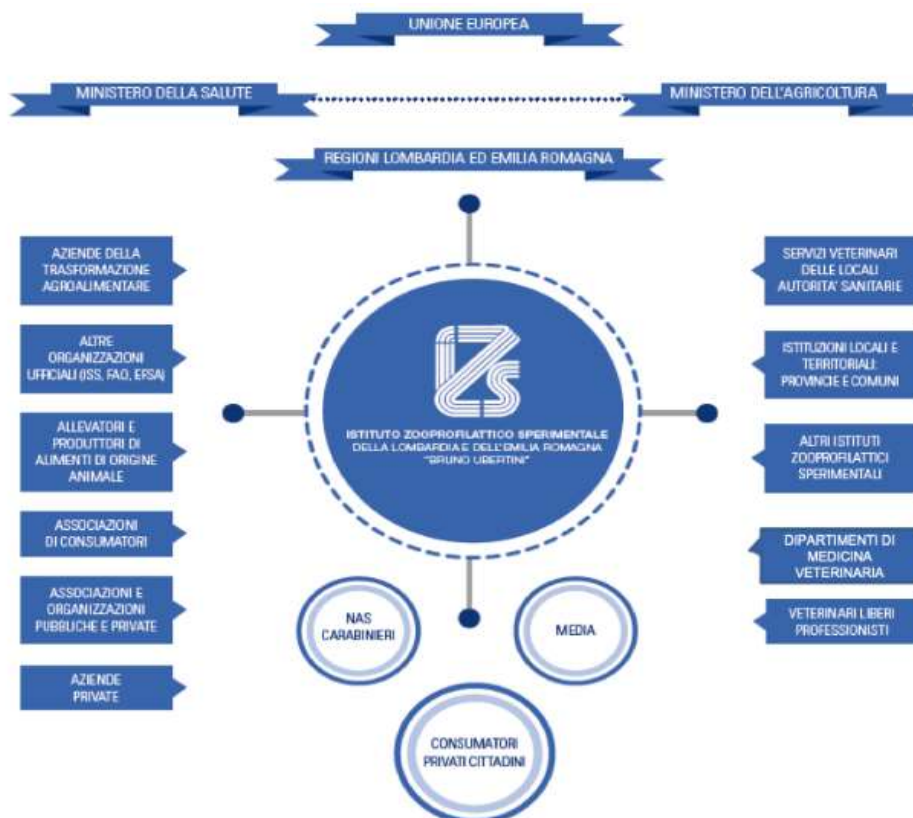 UNIONE EUROPEA
MINISTERO DELLA SALUTE
MINISTERO DELL'AGRICOLTURA
REGIONI LOMBARDIA ED EMILIA ROMAGNA
AZIENDE DELLA
TRASFORMAZIONE
AGROALIMENTARE
ALTRE
ORGANIZZAZIONI
UFFICIALI (ISS, FAO, EFSA)
ALLEVATORI E
PRODUTTORI DI
ALIMENTI DI ORIGINE
ANIMALE
ASSOCIAZIONI
DI CONSUMATORI
ASSOCIAZIONI E
ORGANIZZAZIONI
PUBBLICHE E PRIVATE
AZIENDE
PRIVATE
IZS
ISTITUTO ZOOPROFILATTICO SPERIMENTALE
DELLA LOMBARDIA E DELL'EMILIA ROMAGNA
"BRUNO UBERTINI"
SERVIZI VETERINARI
DELLE LOCALI
AUTORITA' SANITARIE
ISTITUZIONI LOCALI E
TERRITORIALI:
PROVINCIE E COMUNI
ALTRI ISTITUTI
ZOOPROFILATTICI
SPERIMENTALI
DIPARTIMENTI DI
MEDICINA
VETERINARIA
VETERINARI LIBERI
PROFESSIONISTI
NAS
CARABINIERI
MEDIA
CONSUMATORI
PRIVATI CITTADINI